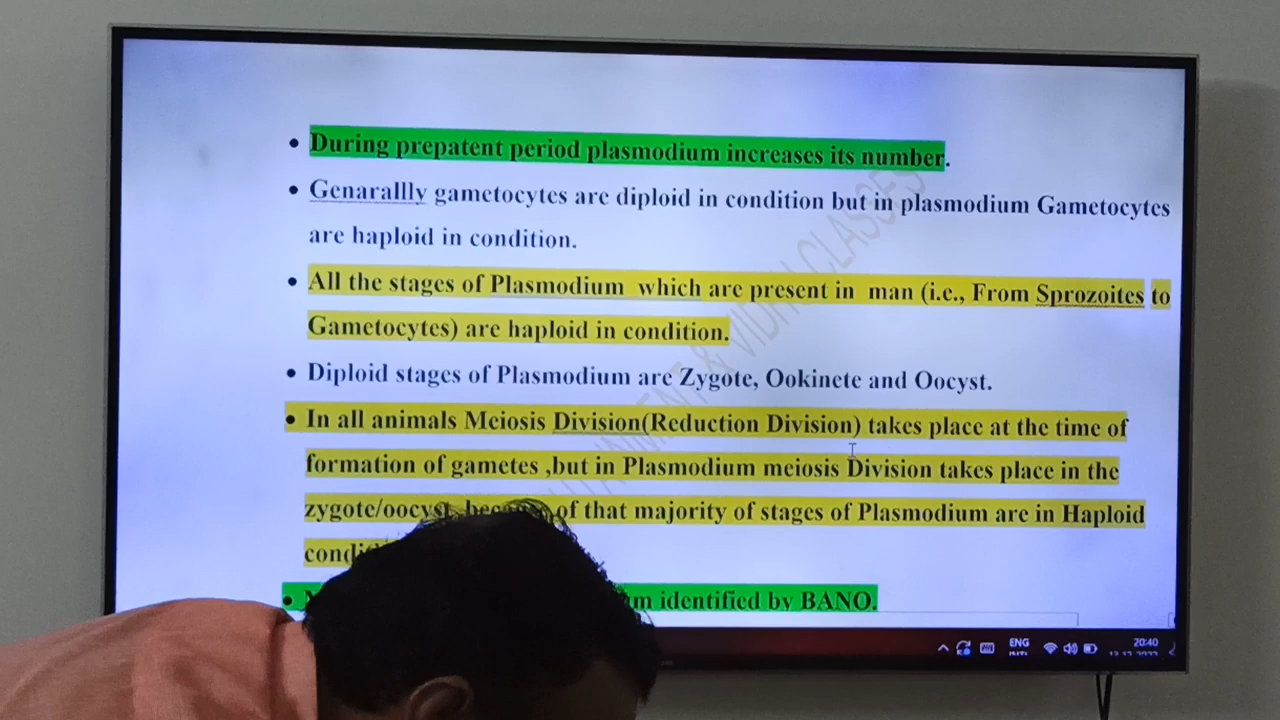 • During prepatent period plasmodium increases its number.
• Genarallly gametocytes are diploid in condition but in plasmodium Gametocytes
are haploid in condition.
• All the stages of Plasmodium which are present in man (i.e., From Sprozoites to
Gametocytes) are haploid in condition.
• Diploid stages of Plasmodium are Zygote, Ookinete and Oocyst.
• In all animals Meiosis Division(Reduction Division) takes place at the time of
formation of gametes ,but in Plasmodium meiosis Division takes place in the
zygote/oocyst of that majority of stages of Plasmodium are in Haploid
• identified by BANO.
& VIDHI CLASSES
ENG
20:40